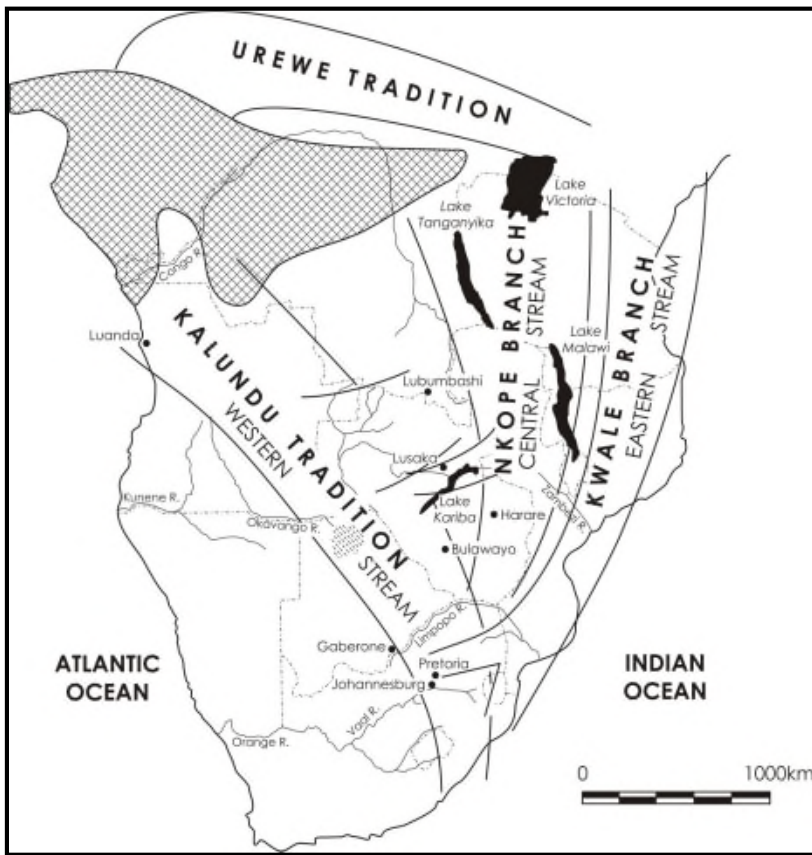 UREWE TRADITION
Lake
Victoria
Lake
Tanganyika
NKOPE BRANCH
CENTRAL STREAM
KWALE BRANCH
EASTERN STREAM
Lake
Malawi
Congo R.
Luanda
KALUNDU TRADITION
WESTERN STREAM
Lubumbashi
Lusaka
Lake
Kariba
Zambezi R.
Harare
Kunene R.
Okavango R.
Bulawayo
Limpopo R.
Gaberone
Pretoria
Johannesburg
Vaal R.
Orange R.
ATLANTIC
OCEAN
INDIAN
OCEAN
0 1000km